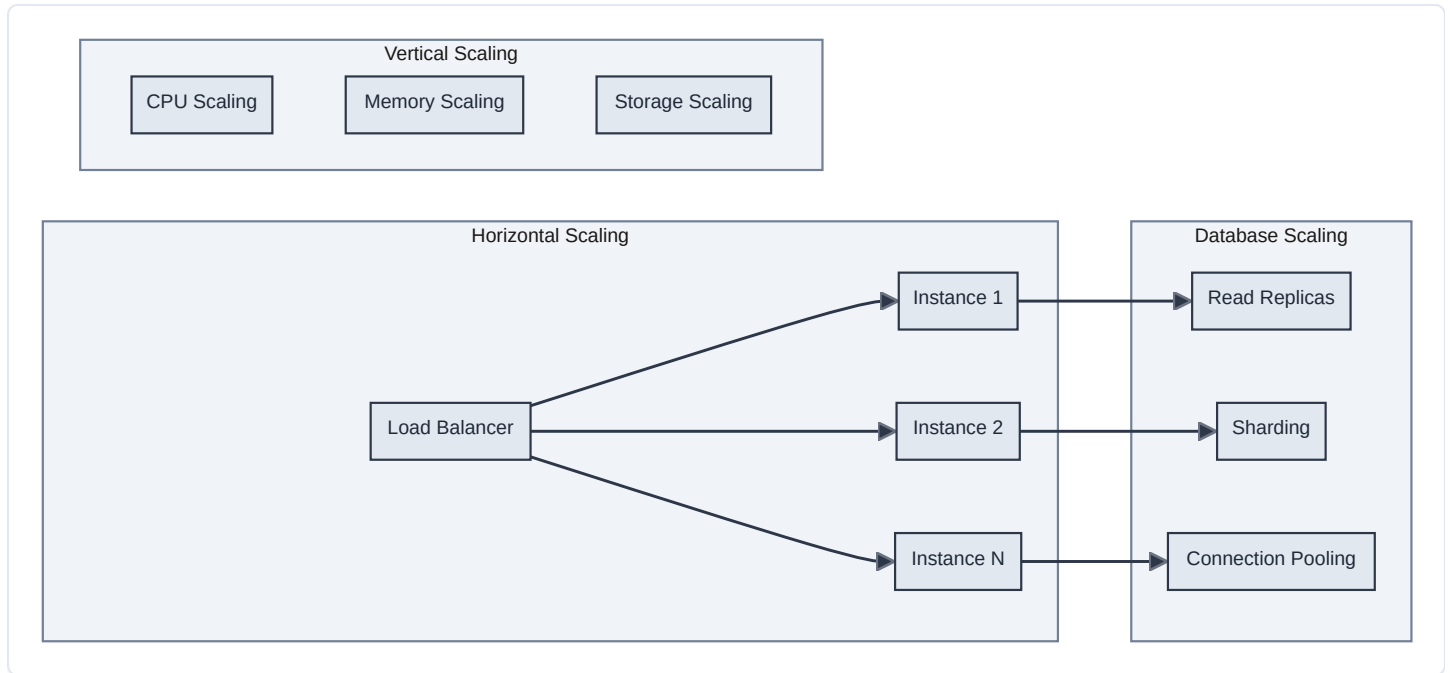 Vertical Scaling
CPU Scaling
Memory Scaling
Storage Scaling
Horizontal Scaling
Load Balancer
Instance 1
Instance 2
Instance N
Database Scaling
Read Replicas
Sharding
Connection Pooling